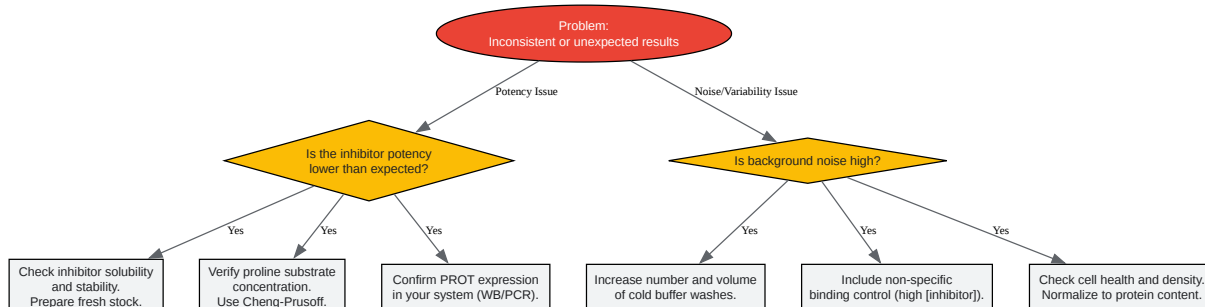 Problem:
Inconsistent or unexpected results
Potency Issue
Noise/Variability Issue
Is the inhibitor potency
lower than expected?
Is background noise high?
Yes
Yes
Yes
Yes
Yes
Yes
Check inhibitor solubility
and stability.
Prepare fresh stock.
Verify proline substrate
concentration.
Use Cheng-Prusoff.
Confirm PROT expression
in your system (WB/PCR).
Increase number and volume
of cold buffer washes.
Include non-specific
binding control (high [inhibitor]).
Check cell health and density.
Normalize to protein content.